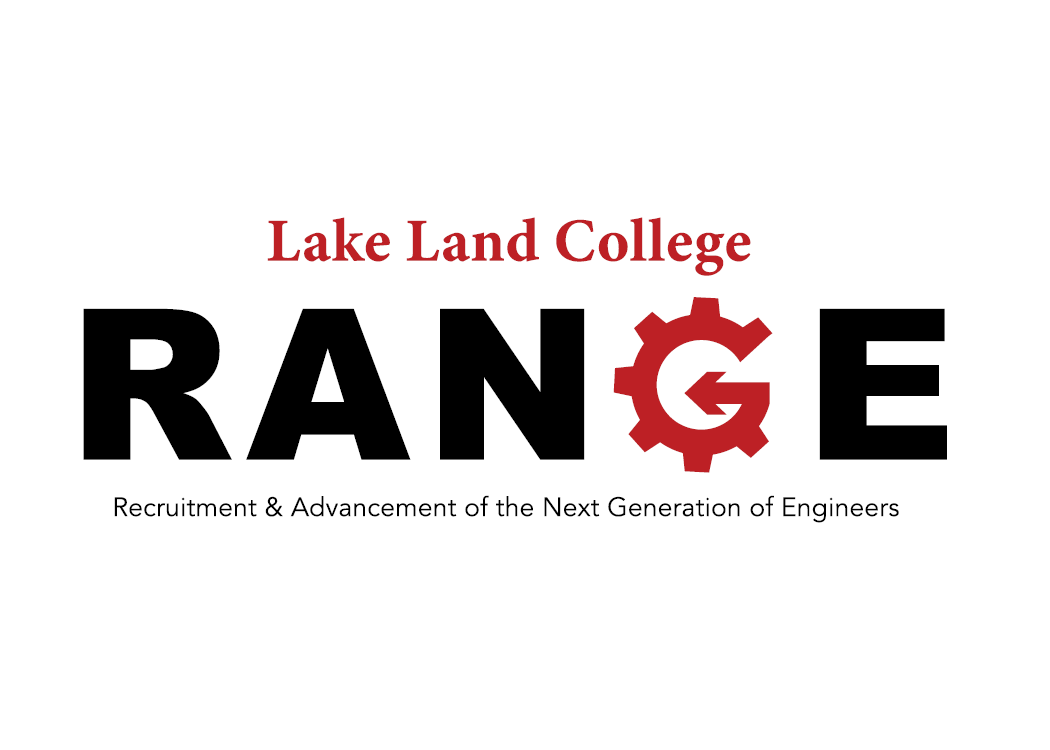 Lake Land College
RANGE
Recruitment & Advancement of the Next Generation of Engineers